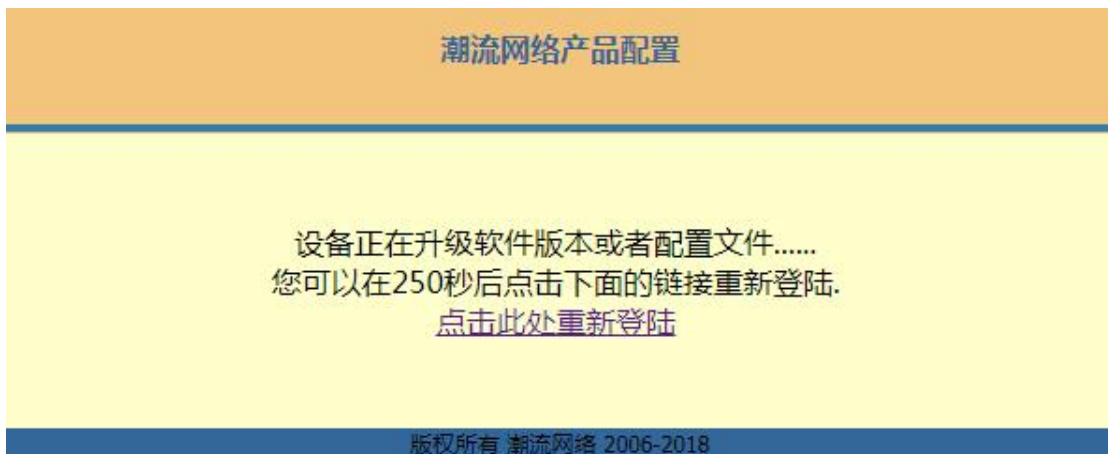 潮流网络产品配置
设备正在升级软件版本或者配置文件......
您可以在250秒后点击下面的链接重新登陆.
点击此处重新登陆
版权所有 潮流网络 2006-2018